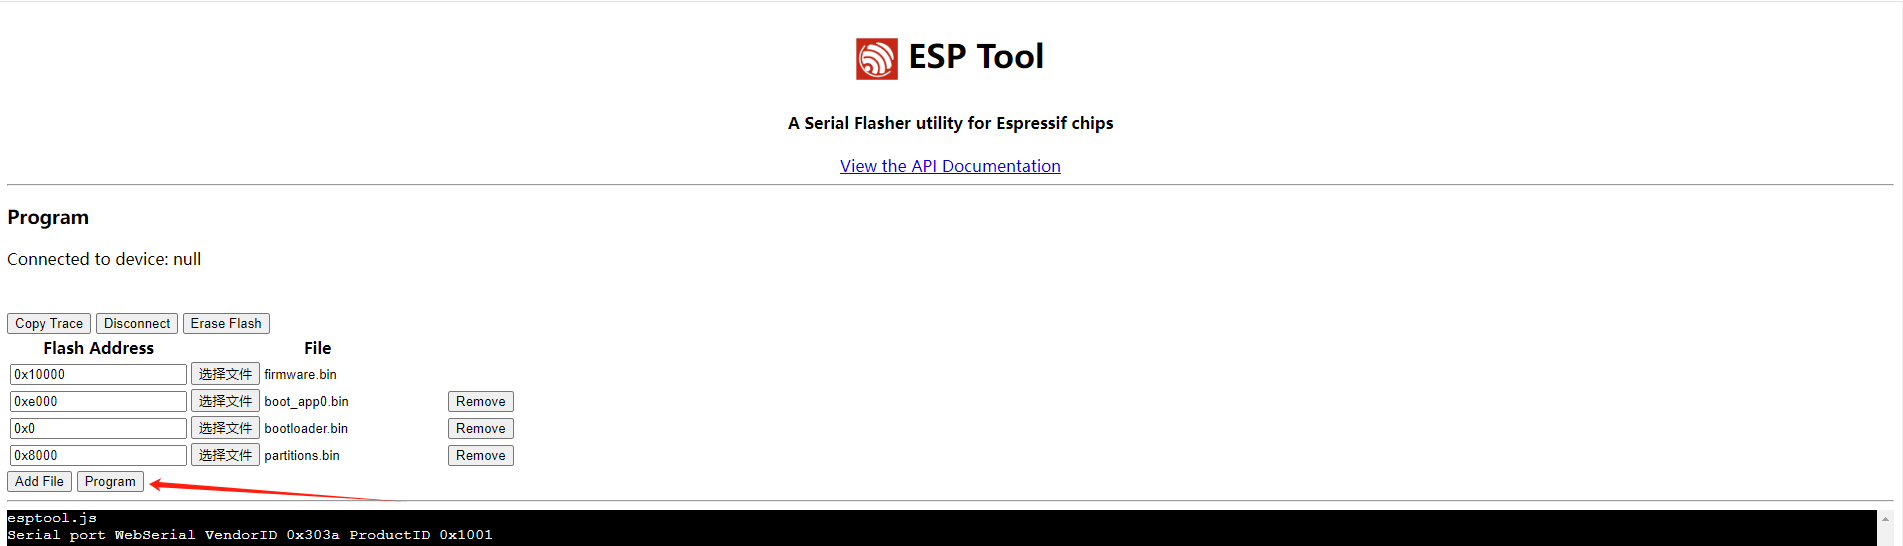 ESP Tool
A Serial Flasher utility for Espressif chips
View the API Documentation
Program
Connected to device: null
Copy Trace Disconnect Erase Flash
Flash Address File
0x10000 选择文件 firmware.bin
0xe000 选择文件 boot_app0.bin Remove
0x0 选择文件 bootloader.bin Remove
0x8000 选择文件 partitions.bin Remove
Add File Program
esptool.js
Serial port WebSerial VendorID 0x303a ProductID 0x1001